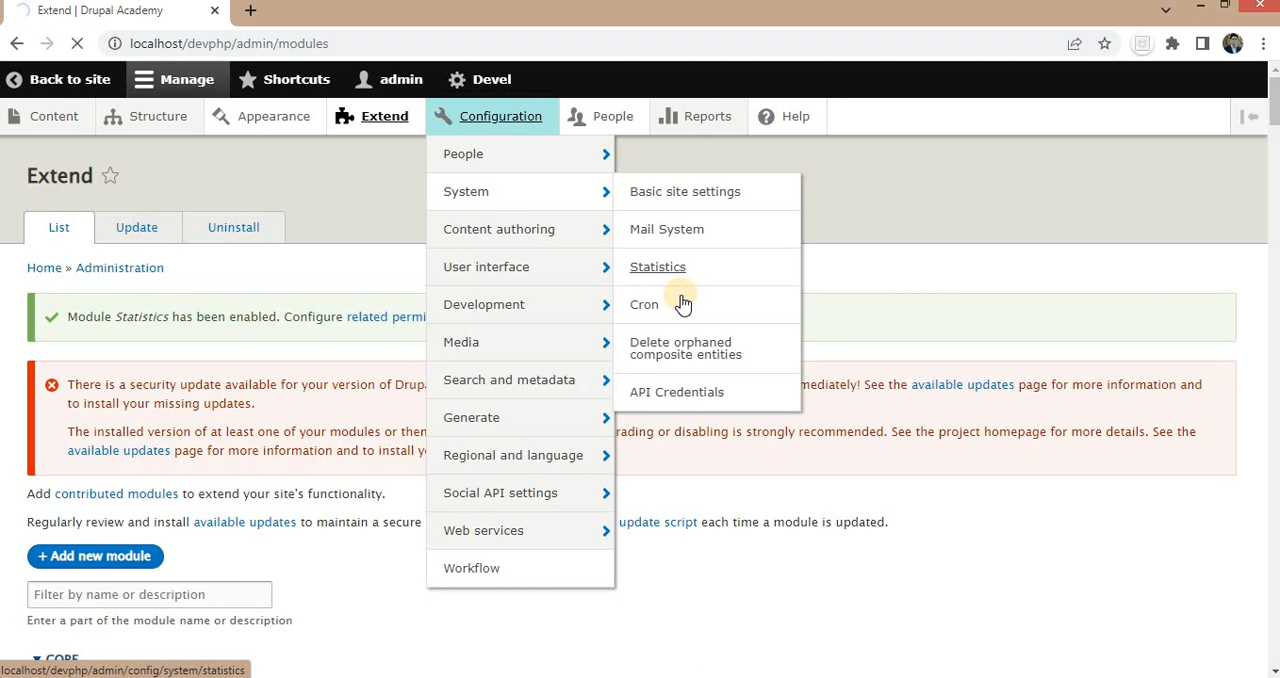 Extend | Drupal Academy
localhost/devphp/admin/modules
Back to site Manage Shortcuts admin Devel
Content Structure Appearance Extend Configuration People Reports Help
Extend
List Update Uninstall
Home » Administration
Module Statistics has been enabled. Configure related permi
There is a security update available for your version of Drupa mediately! See the available updates page for more information and
to install your missing updates.
The installed version of at least one of your modules or them rading or disabling is strongly recommended. See the project homepage for more details. See the
available updates page for more information and to install y
Add contributed modules to extend your site's functionality.
Regularly review and install available updates to maintain a secure update script each time a module is updated.
+ Add new module
Filter by name or description
Enter a part of the module name or description
▼ CORE
People
System
Content authoring
User interface
Development
Media
Search and metadata
Generate
Regional and language
Social API settings
Web services
Workflow
Basic site settings
Mail System
Statistics
Cron
Delete orphaned
composite entities
API Credentials
localhost/devphp/admin/config/system/statistics